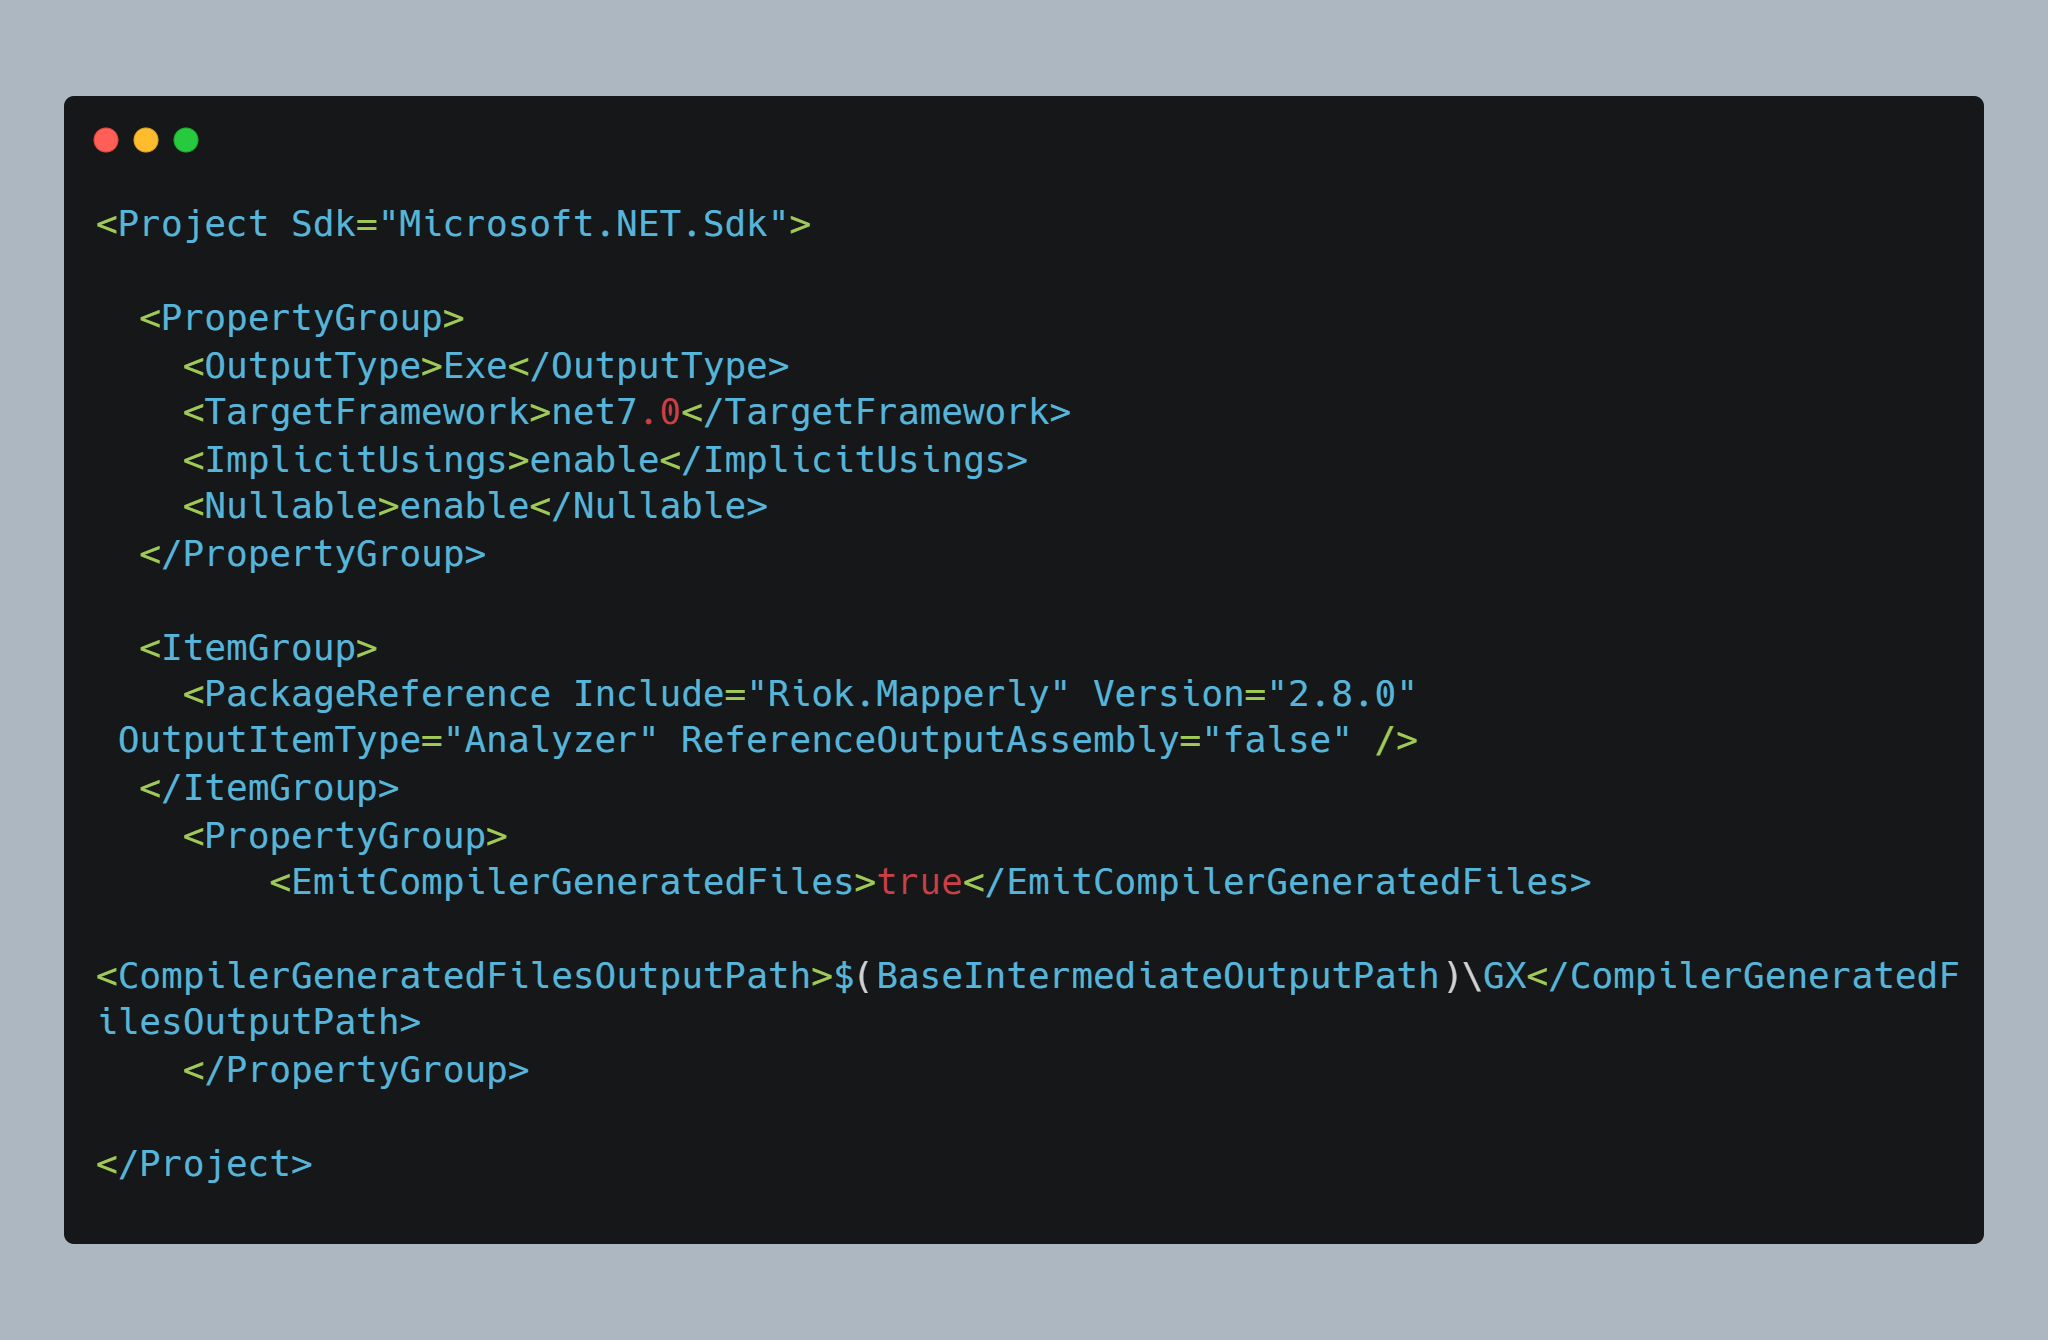 <Project Sdk="Microsoft.NET.Sdk">

  <PropertyGroup>
    <OutputType>Exe</OutputType>
    <TargetFramework>net7.0</TargetFramework>
    <ImplicitUsings>enable</ImplicitUsings>
    <Nullable>enable</Nullable>
  </PropertyGroup>

  <ItemGroup>
    <PackageReference Include="Riok.Mapperly" Version="2.8.0"
 OutputItemType="Analyzer" ReferenceOutputAssembly="false" />
  </ItemGroup>
    <PropertyGroup>
        <EmitCompilerGeneratedFiles>true</EmitCompilerGeneratedFiles>

<CompilerGeneratedFilesOutputPath>$(BaseIntermediateOutputPath)\GX</CompilerGeneratedF
ilesOutputPath>
    </PropertyGroup>

</Project>